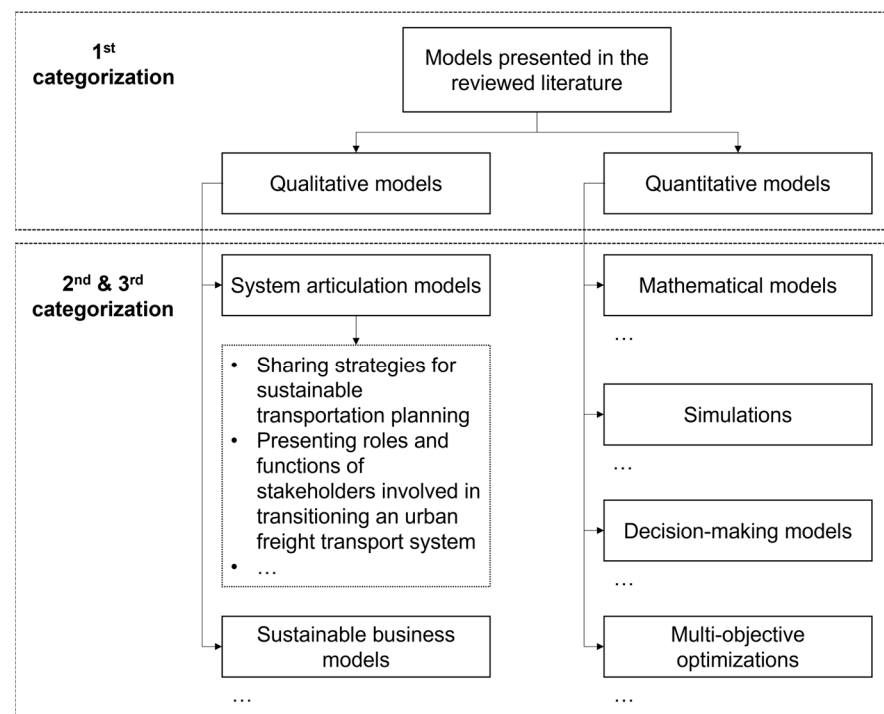 1st
categorization
Models presented in the
reviewed literature
Qualitative models
Quantitative models
2nd & 3rd
categorization
System articulation models
• Sharing strategies for
sustainable
transportation planning
• Presenting roles and
functions of
stakeholders involved in
transitioning an urban
freight transport system
• …
Sustainable business
models
…
Mathematical models
…
Simulations
…
Decision-making models
…
Multi-objective
optimizations
…